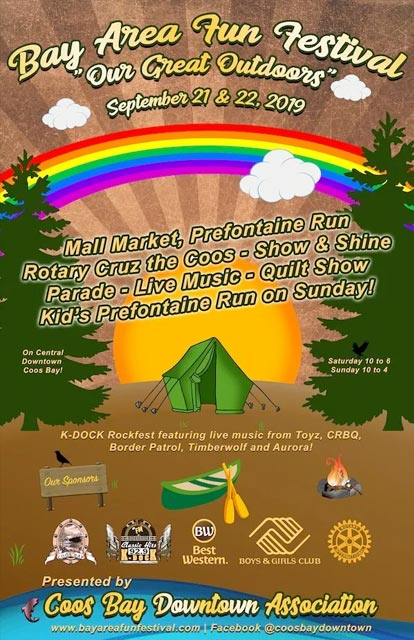 Bay Area Fun Festival
"Our Great Outdoors"
September 21 & 22, 2019
Mall Market, Prefontaine Run
Rotary Cruz the Coos - Show & Shine
Parade - Live Music - Quilt Show
Kid's Prefontaine Run on Sunday!
On Central
Downtown
Coos Bay!
Saturday 10 to 6
Sunday 10 to 4
K-DOCK Rockfest featuring live music from Toyz, CRBQ,
Border Patrol, Timberwolf and Aurora!
Our Sponsors
Classic Hits
92.9
K-DOCK
BW
Best
Western.
BOYS & GIRLS CLUB
Presented by
Coos Bay Downtown Association
www.bayareafunfestival.com | Facebook @coosbaydowntown